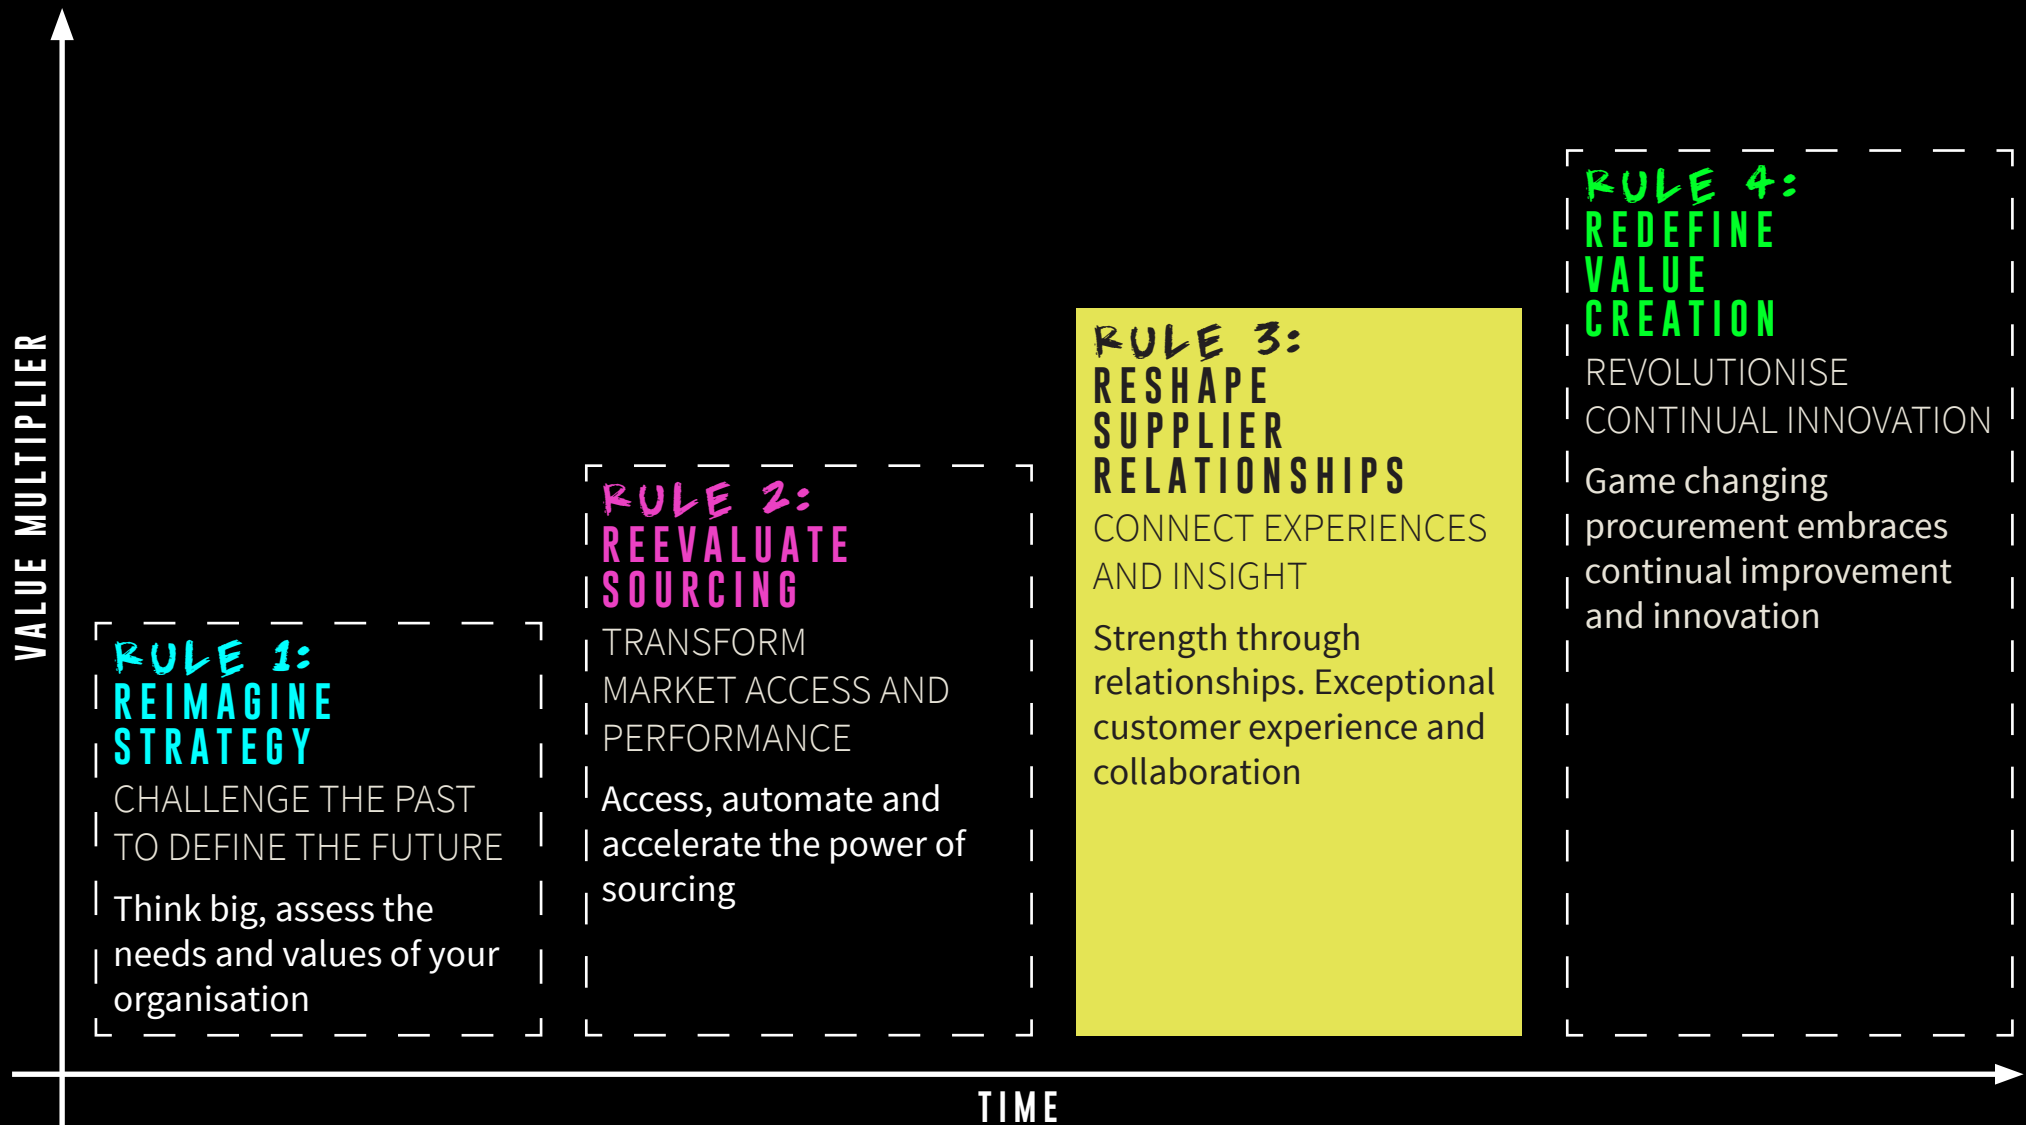 VALUE MULTIPLIER
RULE 1:
REIMAGINE
STRATEGY
CHALLENGE THE PAST
TO DEFINE THE FUTURE
Think big, assess the
needs and values of your
organisation
RULE 2:
REEVALUATE
SOURCING
TRANSFORM
MARKET ACCESS AND
PERFORMANCE
Access, automate and
accelerate the power of
sourcing
RULE 3:
RESHAPE
SUPPLIER
RELATIONSHIPS
CONNECT EXPERIENCES
AND INSIGHT
Strength through
relationships. Exceptional
customer experience and
collaboration
RULE 4:
REDEFINE
VALUE
CREATION
REVOLUTIONISE
CONTINUAL INNOVATION
Game changing
procurement embraces
continual improvement
and innovation
TIME